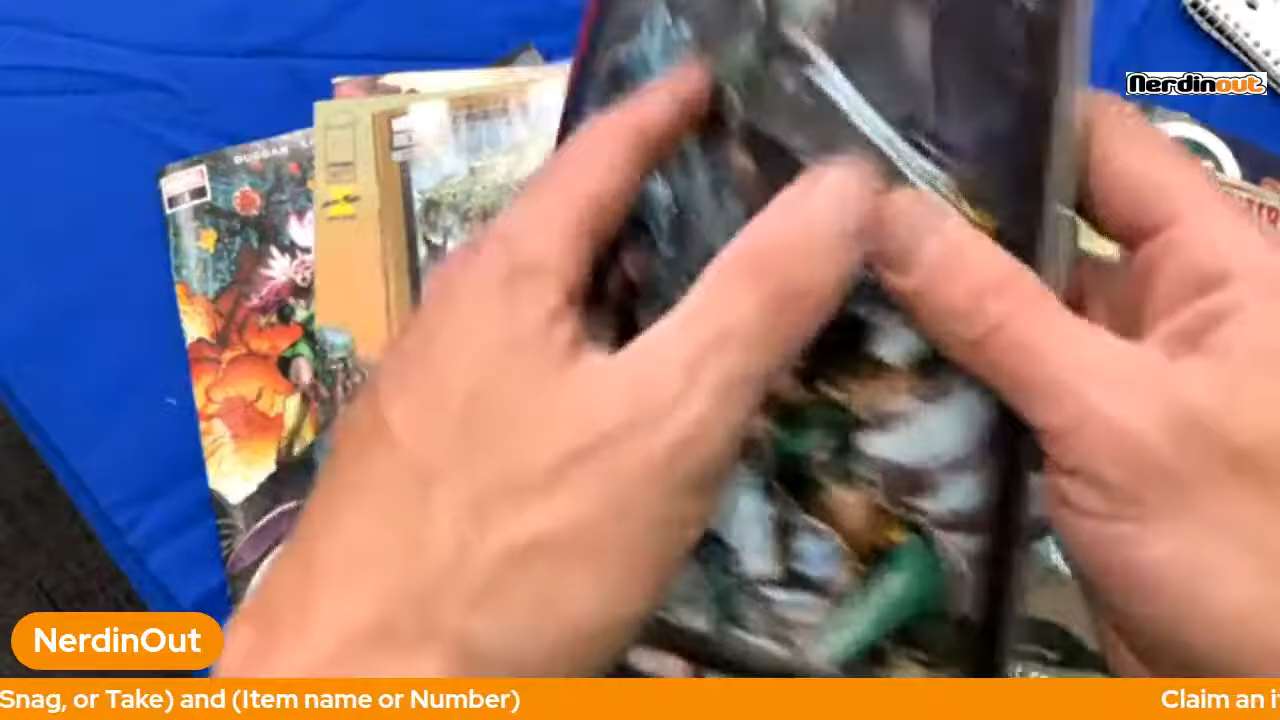 Nerdinout
DUGGAN
NerdinOut
Snag, or Take) and (Item name or Number)
Claim an it